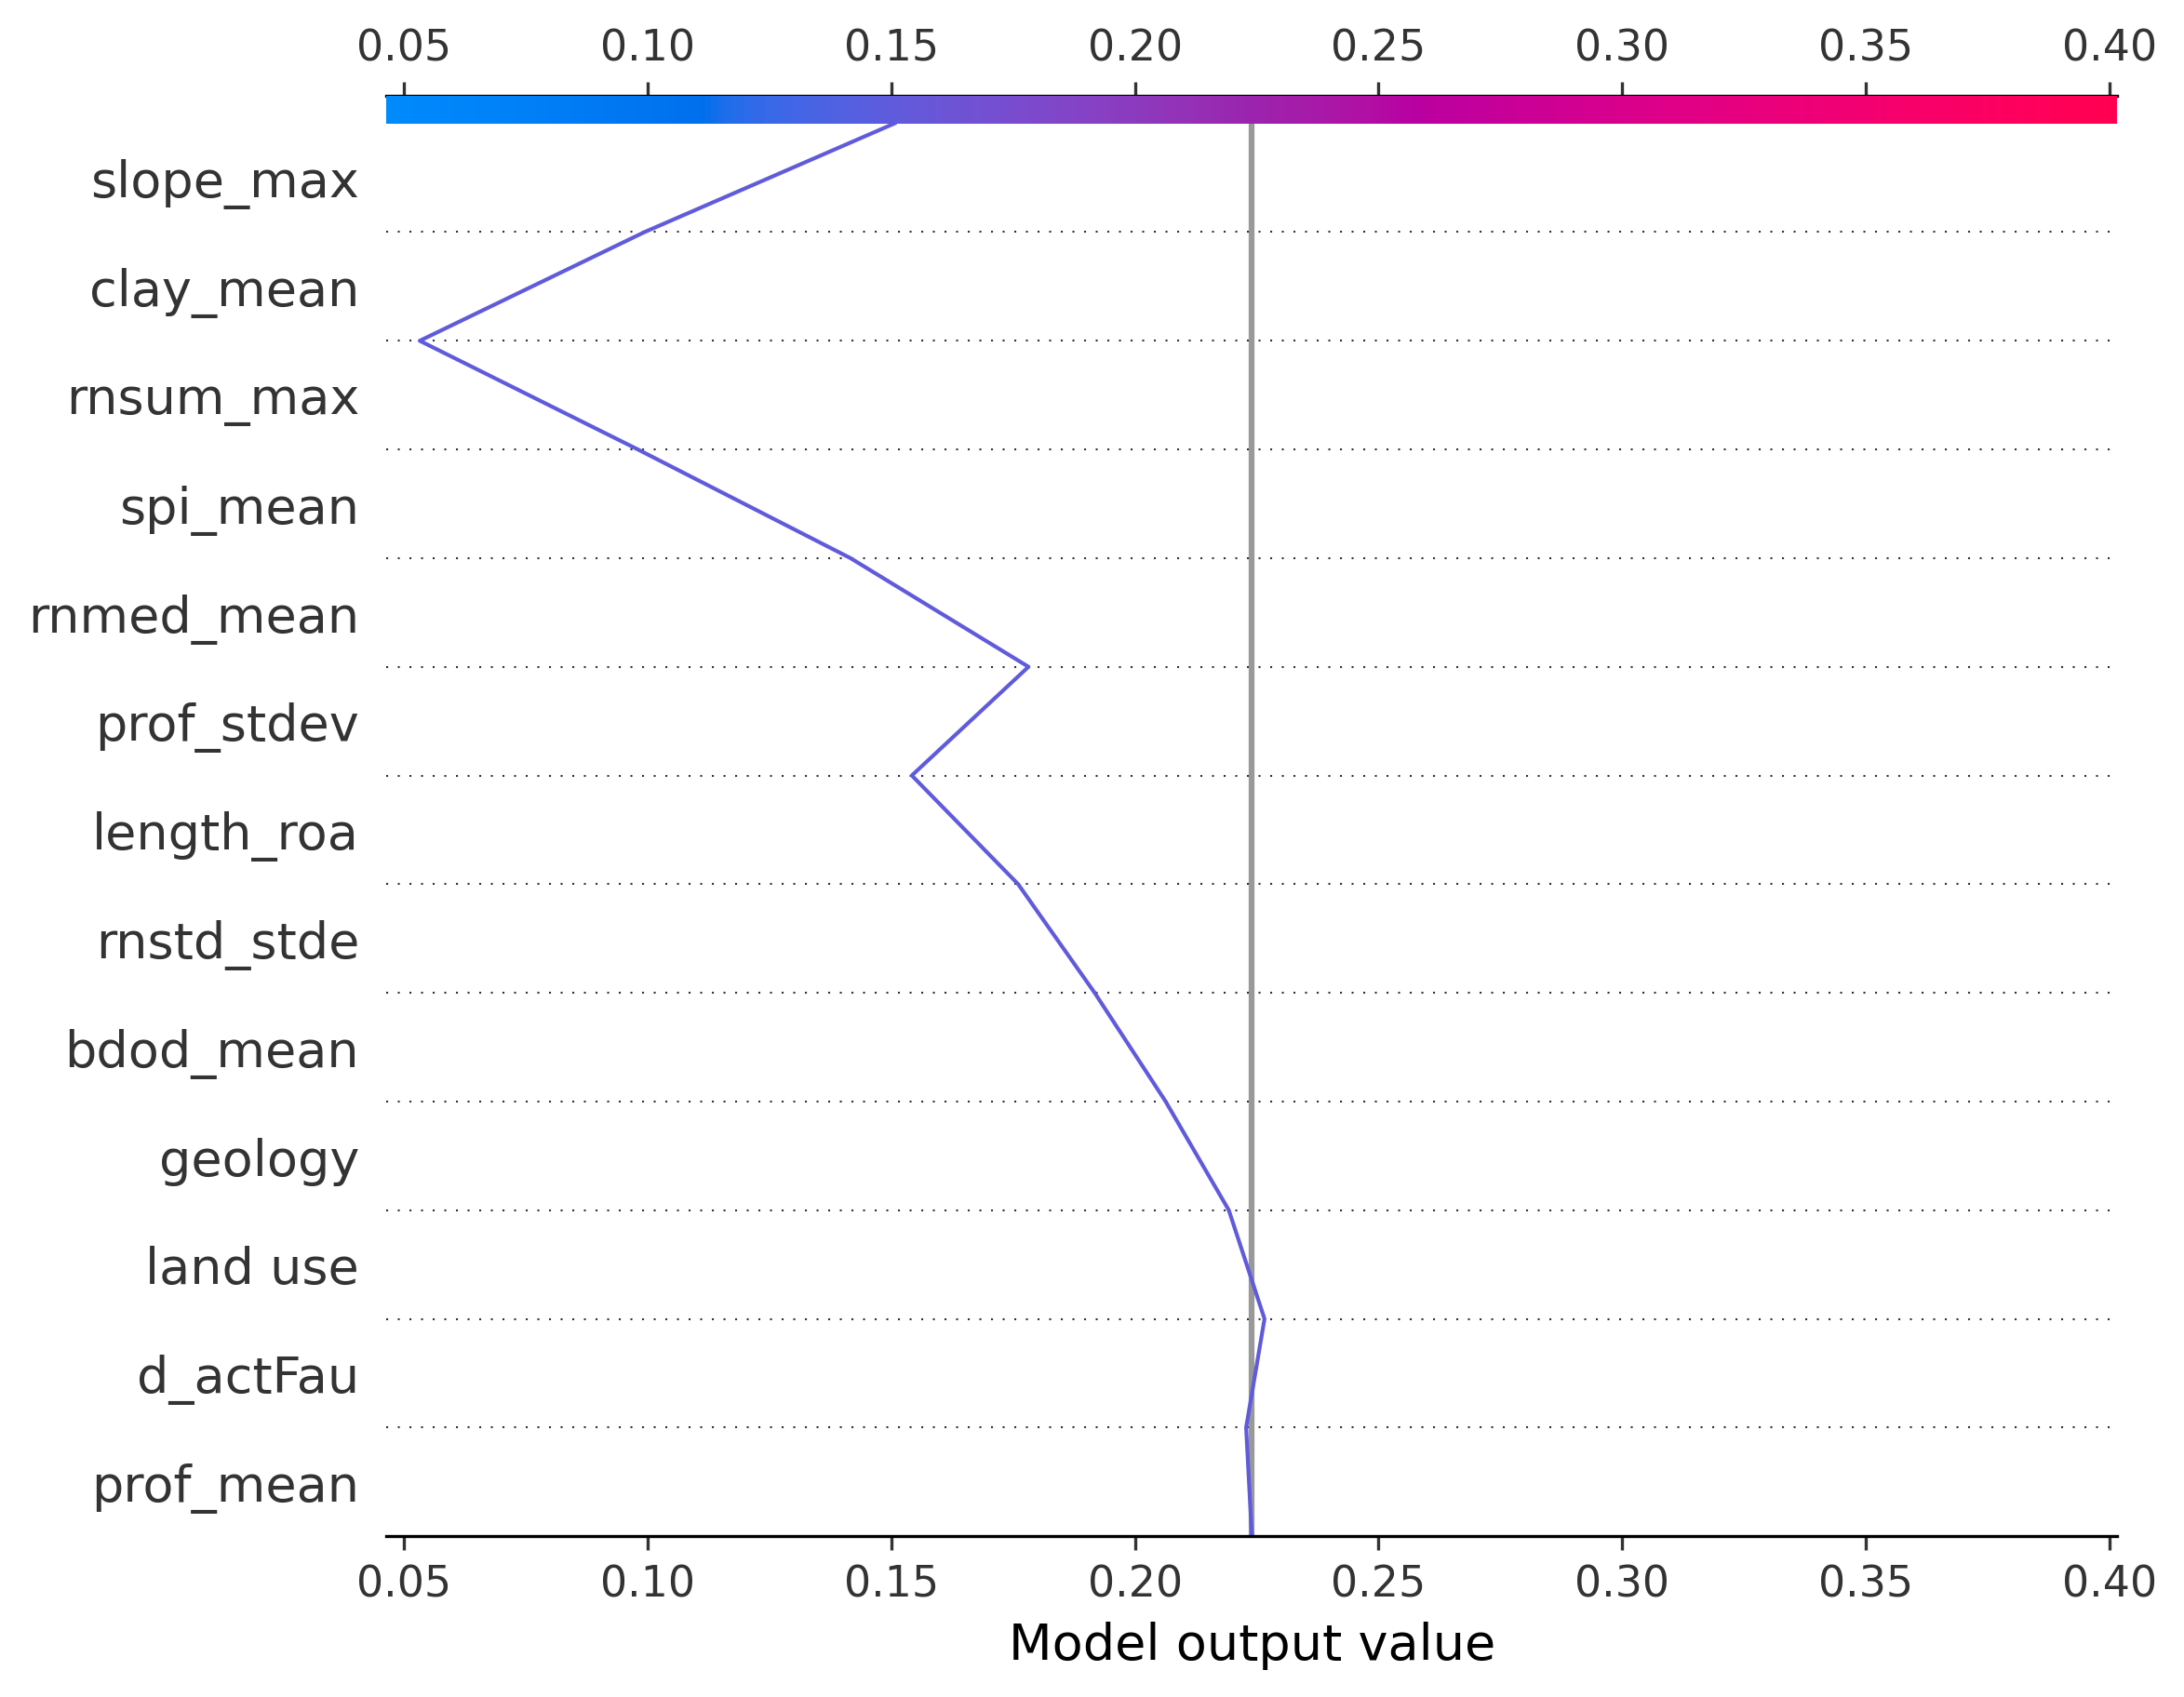 0.05 0.10 0.15 0.20 0.25 0.30 0.35 0.40
slope_max
clay_mean
rnsum_max
spi_mean
rnmed_mean
prof_stdev
length_roa
rnstd_stde
bdod_mean
geology
land use
d_actFau
prof_mean
0.05 0.10 0.15 0.20 0.25 0.30 0.35 0.40
Model output value